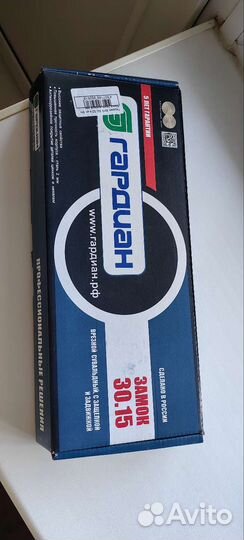 5 ЛЕТ ГАРАНТИИ
ГАРДИАН
www.гардиан.рф
ЗАМОК
30.15
ВРЕЗНОЙ СУВАЛЬДНЫЙ, С ЗАЩЕЛКОЙ
И ЗАДВИЖКОЙ
СДЕЛАНО В РОССИИ
ПРОФЕССИОНАЛЬНЫЕ РЕШЕНИЯ
Avito